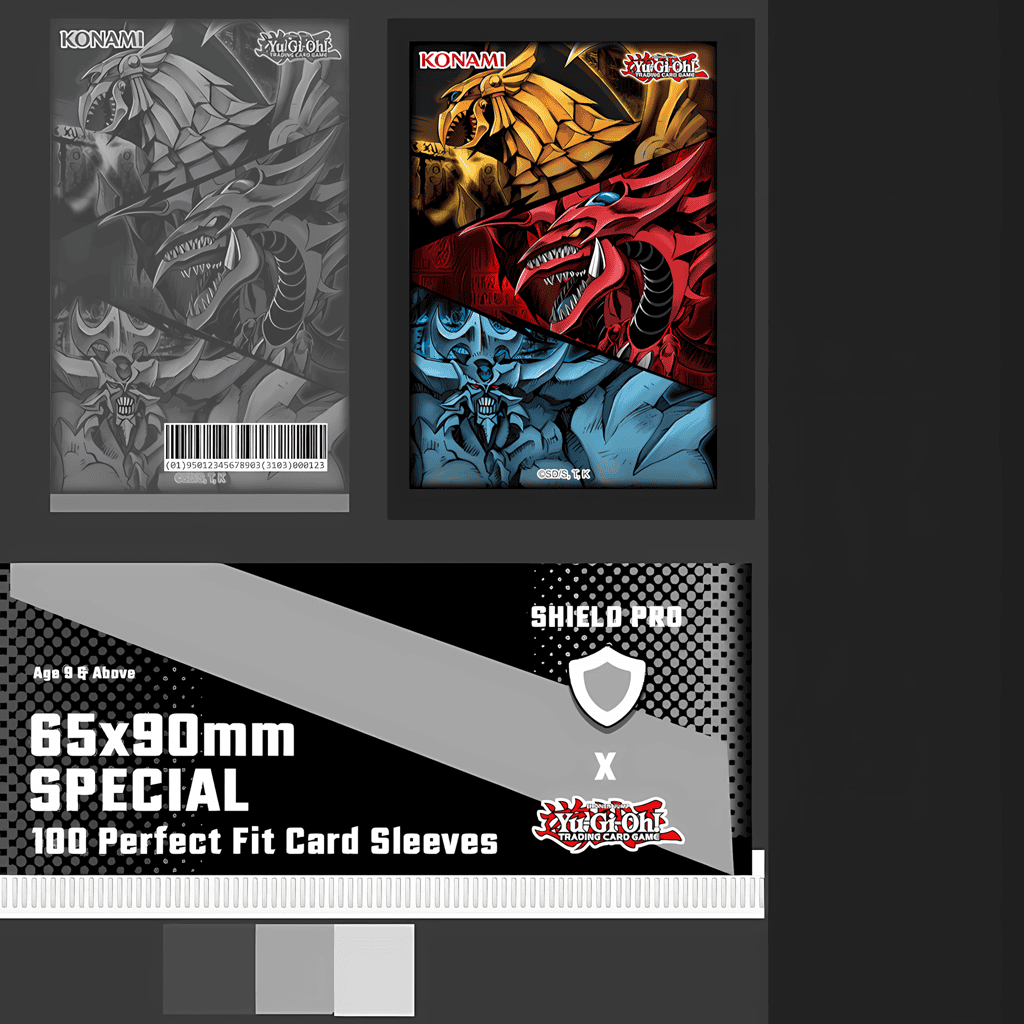 KONAMI
Yu-Gi-Oh!
TRADING CARD GAME
(01)95012345678903(3103)000123
©SD/S, T, K
KONAMI
Yu-Gi-Oh!
TRADING CARD GAME
©SD/S, T, K
SHIELD PRO
Age 9 & Above
65x90mm
SPECIAL
100 Perfect Fit Card Sleeves
X
Yu-Gi-Oh!
TRADING CARD GAME